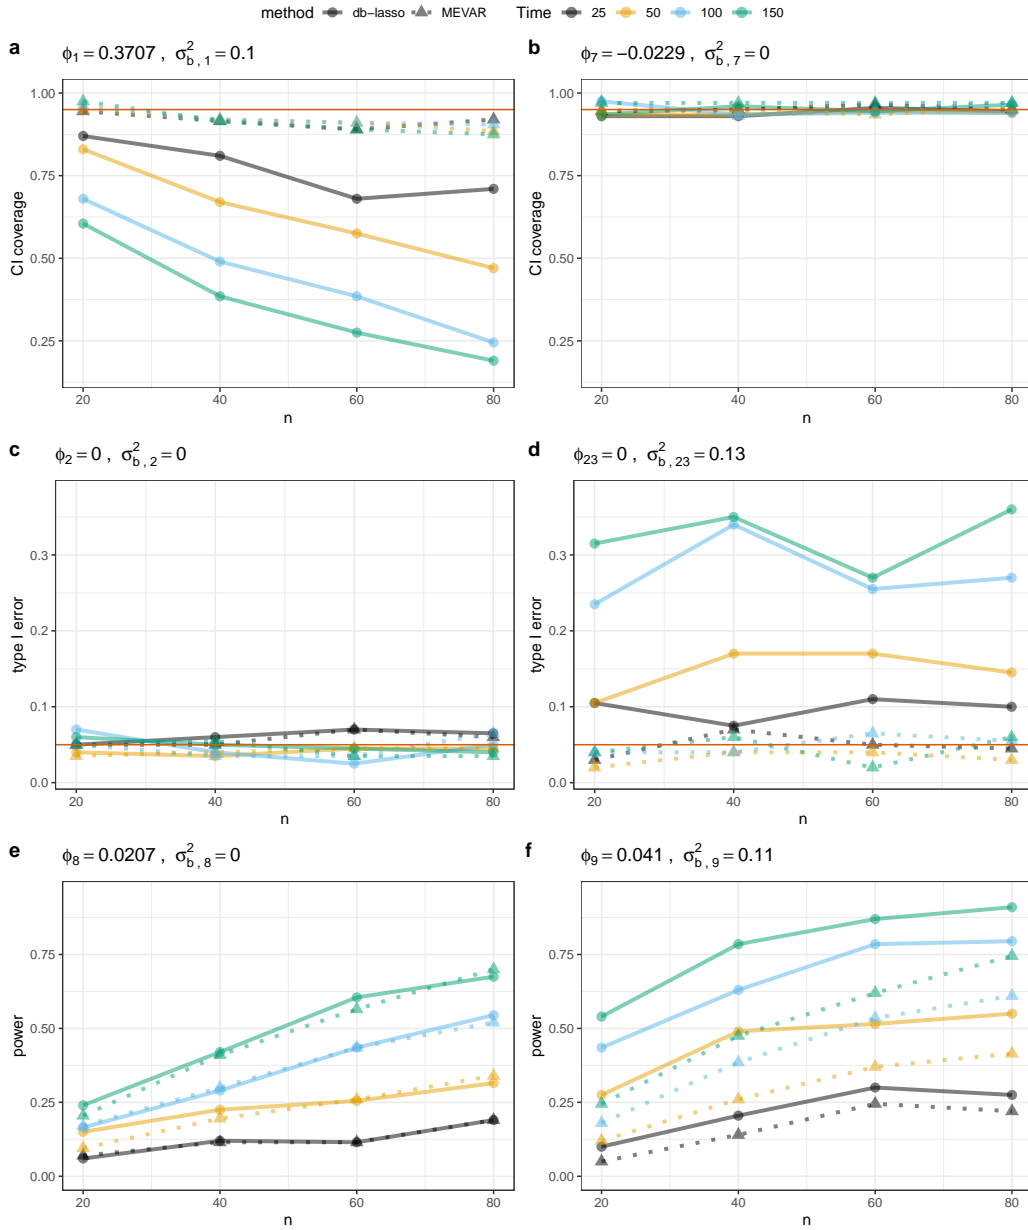 method db-lasso MEVAR Time 25 50 100 150
a ϕ1 = 0.3707 , σ²b , 1 = 0.1
b ϕ7 = −0.0229 , σ²b , 7 = 0
1.00
0.75
0.50
0.25
CI coverage
20 40 60 80
n
1.00
0.75
0.50
0.25
CI coverage
20 40 60 80
n
c ϕ2 = 0 , σ²b , 2 = 0
d ϕ23 = 0 , σ²b , 23 = 0.13
0.3
0.2
0.1
0.0
type I error
20 40 60 80
n
0.3
0.2
0.1
0.0
type I error
20 40 60 80
n
e ϕ8 = 0.0207 , σ²b , 8 = 0
f ϕ9 = 0.041 , σ²b , 9 = 0.11
0.75
0.50
0.25
0.00
power
20 40 60 80
n
0.75
0.50
0.25
0.00
power
20 40 60 80
n